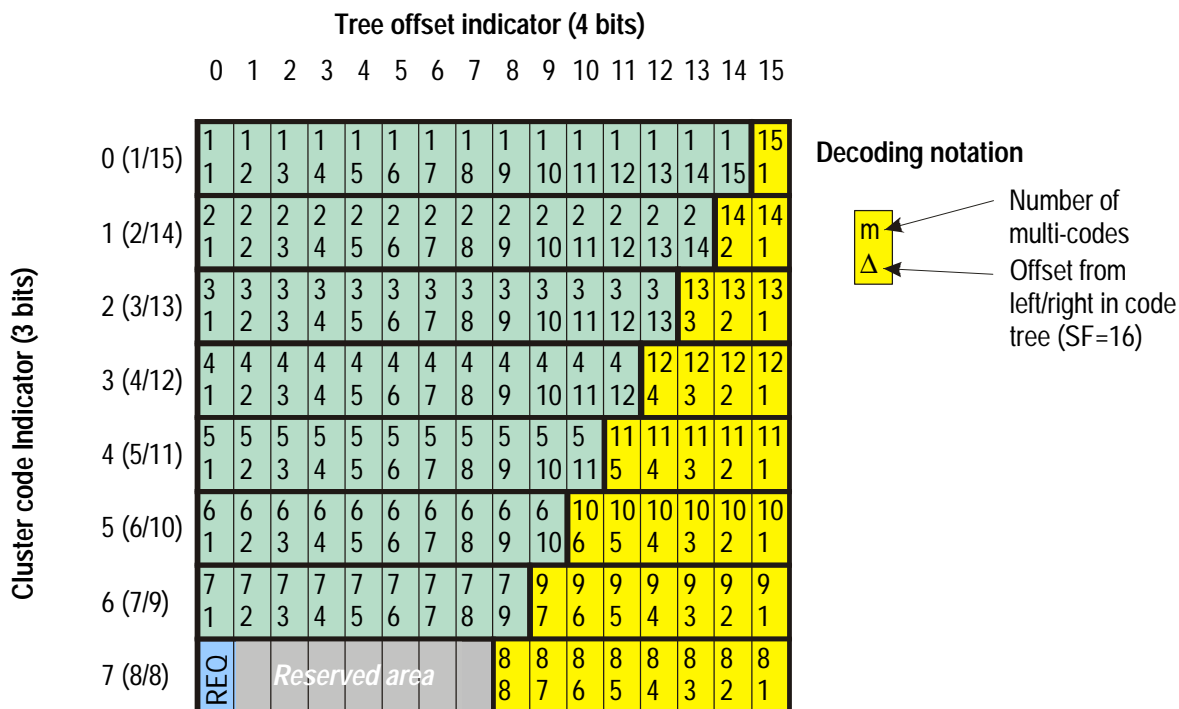 Tree offset indicator (4 bits)
0 1 2 3 4 5 6 7 8 9 10 11 12 13 14 15
Cluster code Indicator (3 bits)
0 (1/15)
1 1 1 1 1 1 1 1 1 1 1 1 1 1 1 15
1 2 3 4 5 6 7 8 9 10 11 12 13 14 15 1
1 (2/14)
2 2 2 2 2 2 2 2 2 2 2 2 2 2 14 14
1 2 3 4 5 6 7 8 9 10 11 12 13 14 2 1
2 (3/13)
3 3 3 3 3 3 3 3 3 3 3 3 3 13 13 13
1 2 3 4 5 6 7 8 9 10 11 12 13 3 2 1
3 (4/12)
4 4 4 4 4 4 4 4 4 4 4 4 12 12 12 12
1 2 3 4 5 6 7 8 9 10 11 12 4 3 2 1
4 (5/11)
5 5 5 5 5 5 5 5 5 5 5 11 11 11 11 11
1 2 3 4 5 6 7 8 9 10 11 5 4 3 2 1
5 (6/10)
6 6 6 6 6 6 6 6 6 6 10 10 10 10 10 10
1 2 3 4 5 6 7 8 9 10 6 5 4 3 2 1
6 (7/9)
7 7 7 7 7 7 7 7 7 9 9 9 9 9 9 9
1 2 3 4 5 6 7 8 9 7 6 5 4 3 2 1
7 (8/8)
REQ
Reserved area
8 8 8 8 8 8 8 8
8 7 6 5 4 3 2 1
Decoding notation
m
Δ
Number of
multi-codes
Offset from
left/right in code
tree (SF=16)